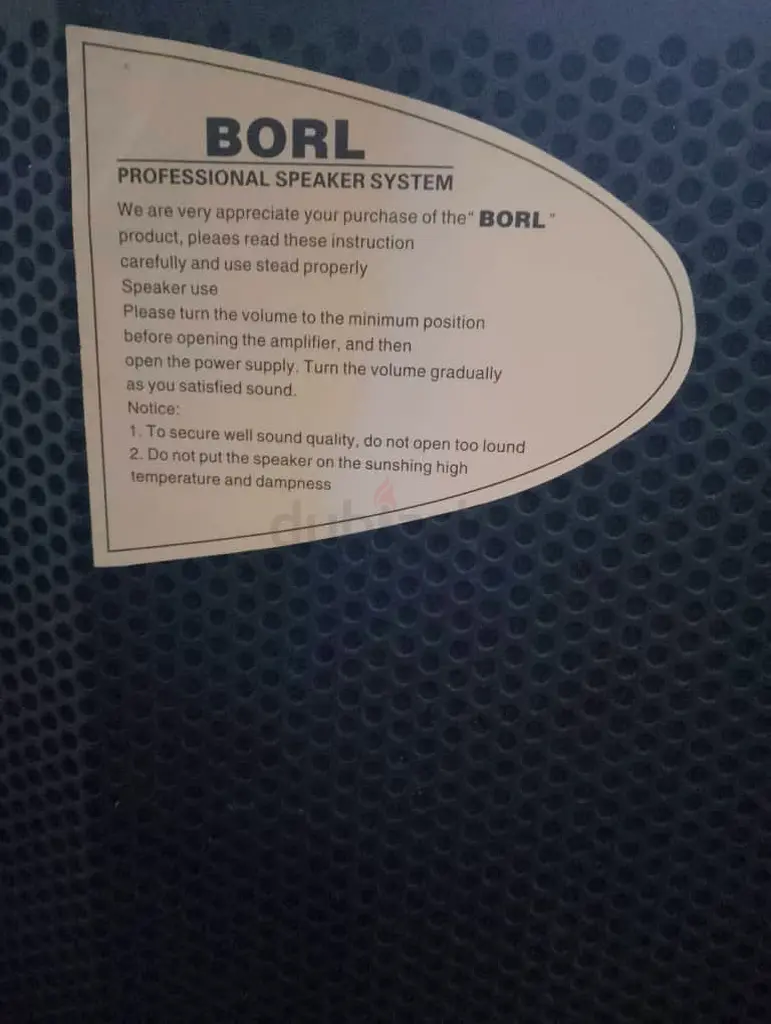 BORL
PROFESSIONAL SPEAKER SYSTEM
We are very appreciate your purchase of the" BORL "
product, pleaes read these instruction
carefully and use stead properly
Speaker use
Please turn the volume to the minimum position
before opening the amplifier, and then
open the power supply. Turn the volume gradually
as you satisfied sound.
Notice:
1. To secure well sound quality, do not open too lound
2. Do not put the speaker on the sunshing high
temperature and dampness